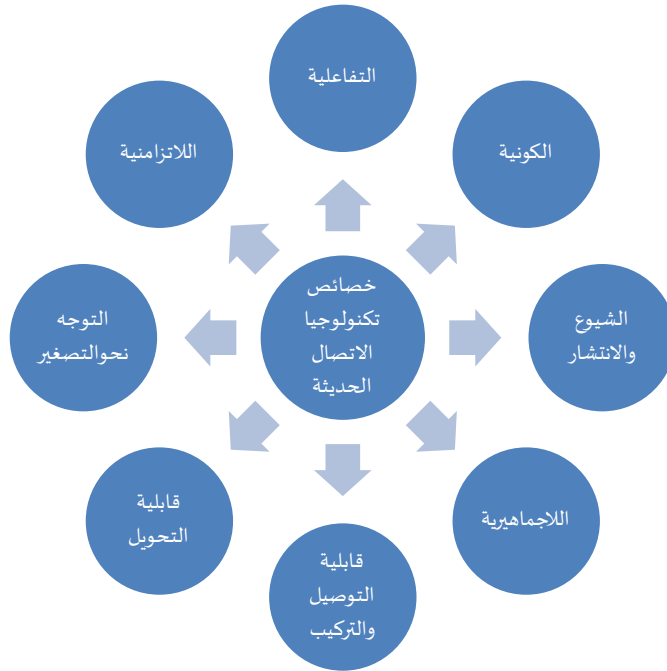 التفاعلية
الكونية
الشيوع
والانتشار
اللاجماهيرية
قابلية
التوصيل
والتركيب
قابلية
التحويل
التوجه
نحوالتصغير
اللاتزامنية
خصائص
تكنولوجيا
الاتصال
الحديثة